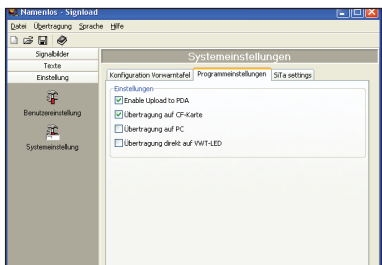 Namenlos - Signload
Datei Übertragung Sprache Hilfe
Signalbilder
Texte
Einstellung
Benutzereinstellung
Systemeinstellung
Systemeinstellungen
Konfiguration Vorwarntafel Programmeinstellungen SiTa settings
Einstellungen
Enable Upload to PDA
Übertragung auf CF-Karte
Übertragung auf PC
Übertragung direkt auf VWT-LED